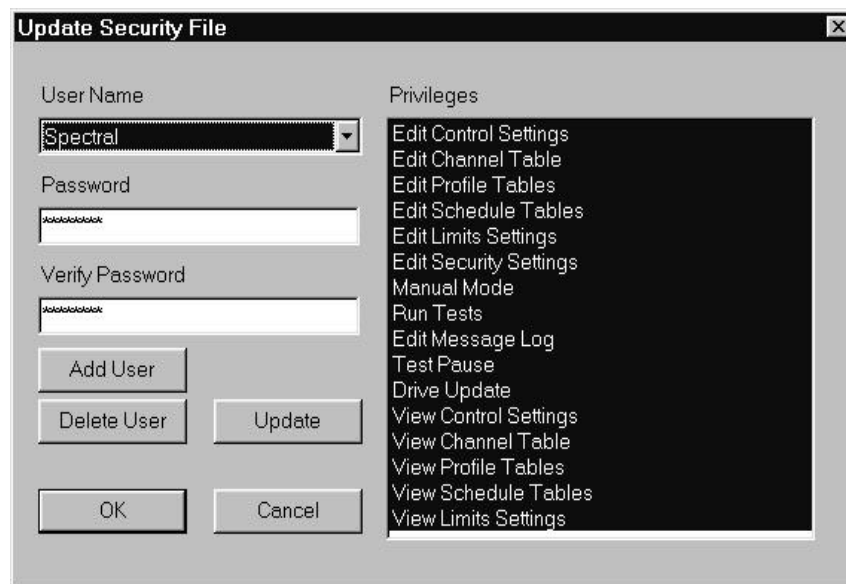 Update Security File
User Name
Spectral
Password
*********
Verify Password
*********
Add User
Delete User
Update
OK
Cancel
Privileges
Edit Control Settings
Edit Channel Table
Edit Profile Tables
Edit Schedule Tables
Edit Limits Settings
Edit Security Settings
Manual Mode
Run Tests
Edit Message Log
Test Pause
Drive Update
View Control Settings
View Channel Table
View Profile Tables
View Schedule Tables
View Limits Settings